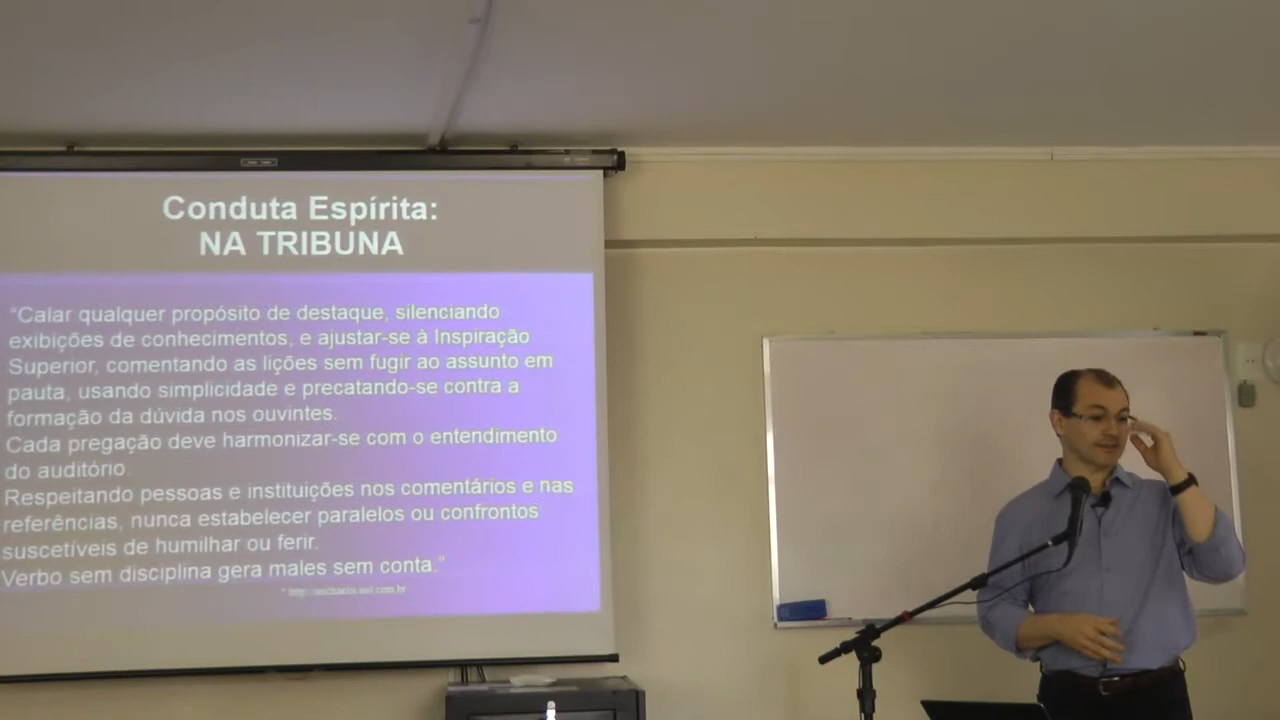 Conduta Espírita:
NA TRIBUNA
“Calar qualquer propósito de destaque, silenciando
exibições de conhecimentos, e ajustar-se à Inspiração
Superior, comentando as lições sem fugir ao assunto em
pauta, usando simplicidade e precatando-se contra a
formação da dúvida nos ouvintes.
Cada pregação deve harmonizar-se com o entendimento
do auditório.
Respeitando pessoas e instituições nos comentários e nas
referências, nunca estabelecer paralelos ou confrontos
suscetíveis de humilhar ou ferir.
Verbo sem disciplina gera males sem conta.”